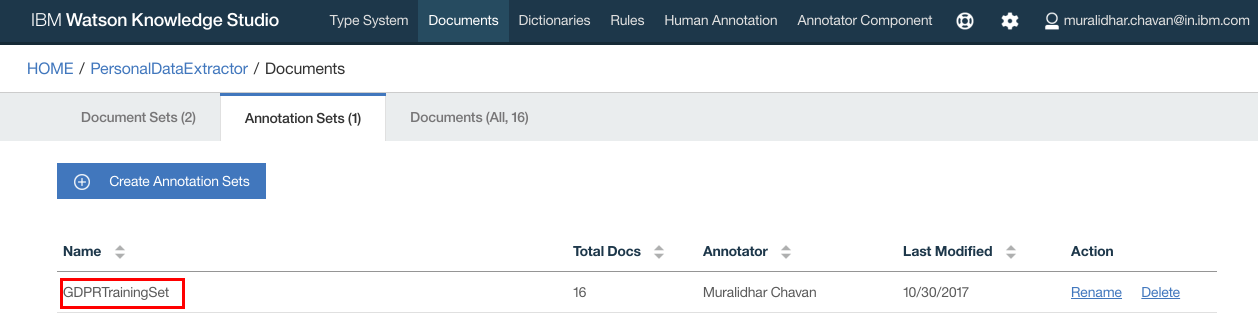 IBM Watson Knowledge Studio Type System Documents Dictionaries Rules Human Annotation Annotator Component muralidhar.chavan@in.ibm.com
HOME / PersonalDataExtractor / Documents
Document Sets (2) Annotation Sets (1) Documents (All, 16)
Create Annotation Sets
Name Total Docs Annotator Last Modified Action
GDPRTrainingSet 16 Muralidhar Chavan 10/30/2017 Rename Delete